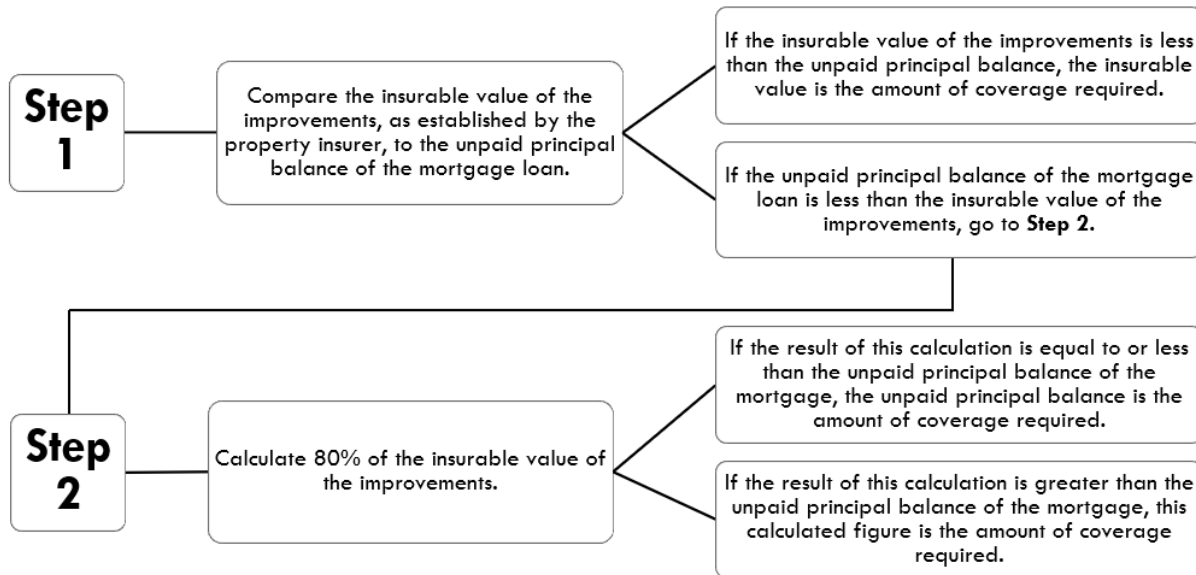 Step
1
Compare the insurable value of the
improvements, as established by the
property insurer, to the unpaid principal
balance of the mortgage loan.
If the insurable value of the improvements is less
than the unpaid principal balance, the insurable
value is the amount of coverage required.
If the unpaid principal balance of the mortgage
loan is less than the insurable value of the
improvements, go to Step 2.
Step
2
Calculate 80% of the insurable value of
the improvements.
If the result of this calculation is equal to or less
than the unpaid principal balance of the
mortgage, the unpaid principal balance is the
amount of coverage required.
If the result of this calculation is greater than the
unpaid principal balance of the mortgage, this
calculated figure is the amount of coverage
required.